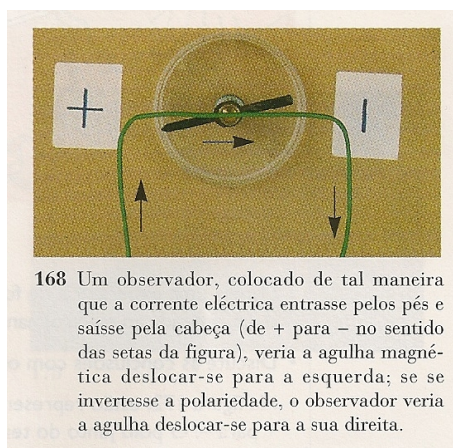 + −
168 Um observador, colocado de tal maneira
que a corrente eléctrica entrasse pelos pés e
saísse pela cabeça (de + para – no sentido
das setas da figura), veria a agulha magné-
tica deslocar-se para a esquerda; se se
invertesse a polariedade, o observador veria
a agulha deslocar-se para a sua direita.